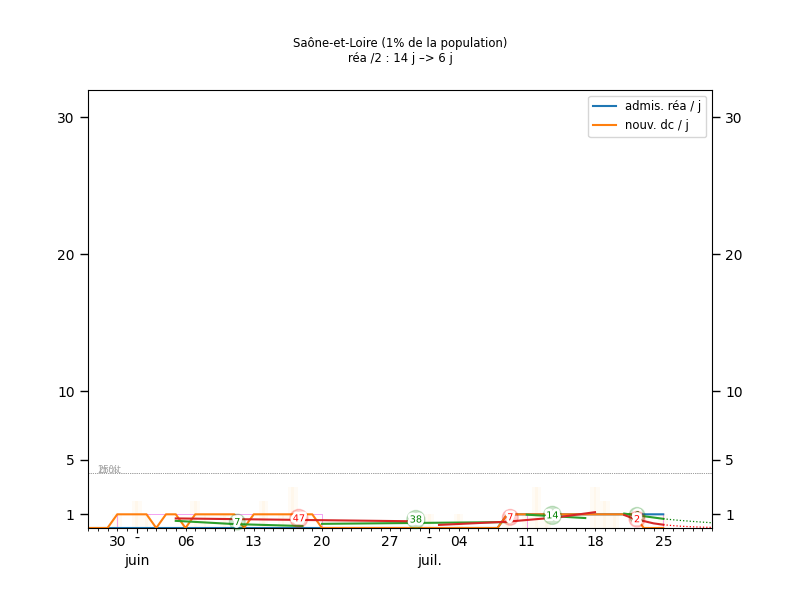 Saône-et-Loire (1% de la population)
réa /2 : 14 j –> 6 j
admis. réa / j
nouv. dc / j
30 30
20 20
10 10
5 5
1 1
7 47 38 7 14 2
30 - 06 13 20 27 - 04 11 18 25
juin juil.